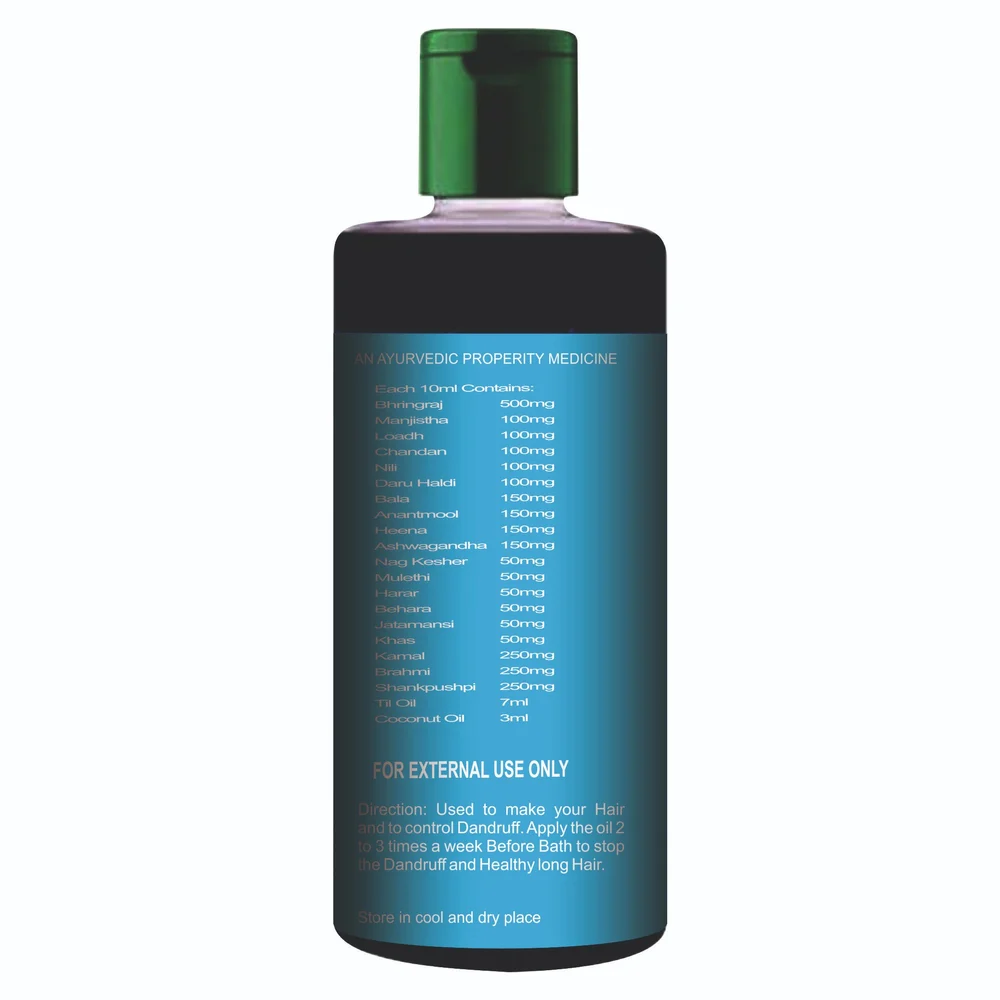 AN AYURVEDIC PROPERITY MEDICINE
Each 10ml Contains:
Bhringraj 500mg
Manjistha 100mg
Loadh 100mg
Chandan 100mg
Nili 100mg
Daru Haldi 100mg
Bala 150mg
Anantmool 150mg
Heena 150mg
Ashwagandha 150mg
Nag Kesher 50mg
Mulethi 50mg
Harar 50mg
Behara 50mg
Jatamansi 50mg
Khas 50mg
Kamal 250mg
Brahmi 250mg
Shankpushpi 250mg
Til Oil 7ml
Coconut Oil 3ml
FOR EXTERNAL USE ONLY
Direction: Used to make your Hair
and to control Dandruff. Apply the oil 2
to 3 times a week Before Bath to stop
the Dandruff and Healthy long Hair.
Store in cool and dry place